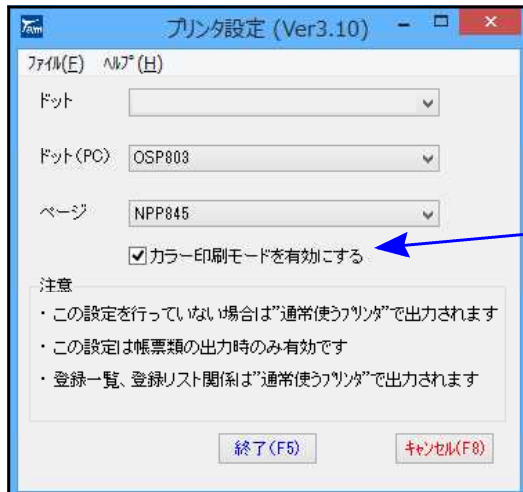 Tam
プリンタ設定 (Ver3.10)
ﾌｧｲﾙ(F) ﾍﾙﾌﾟ(H)
ドット
ドット(PC) OSP803
ページ NPP845
カラー印刷モードを有効にする
注意
・この設定を行っていない場合は"通常使うﾌﾟﾘﾝﾀ"で出力されます
・この設定は帳票類の出力時のみ有効です
・登録一覧、登録リスト関係は"通常使うﾌﾟﾘﾝﾀ"で出力されます
終了(F5) ｷｬﾝｾﾙ(F8)